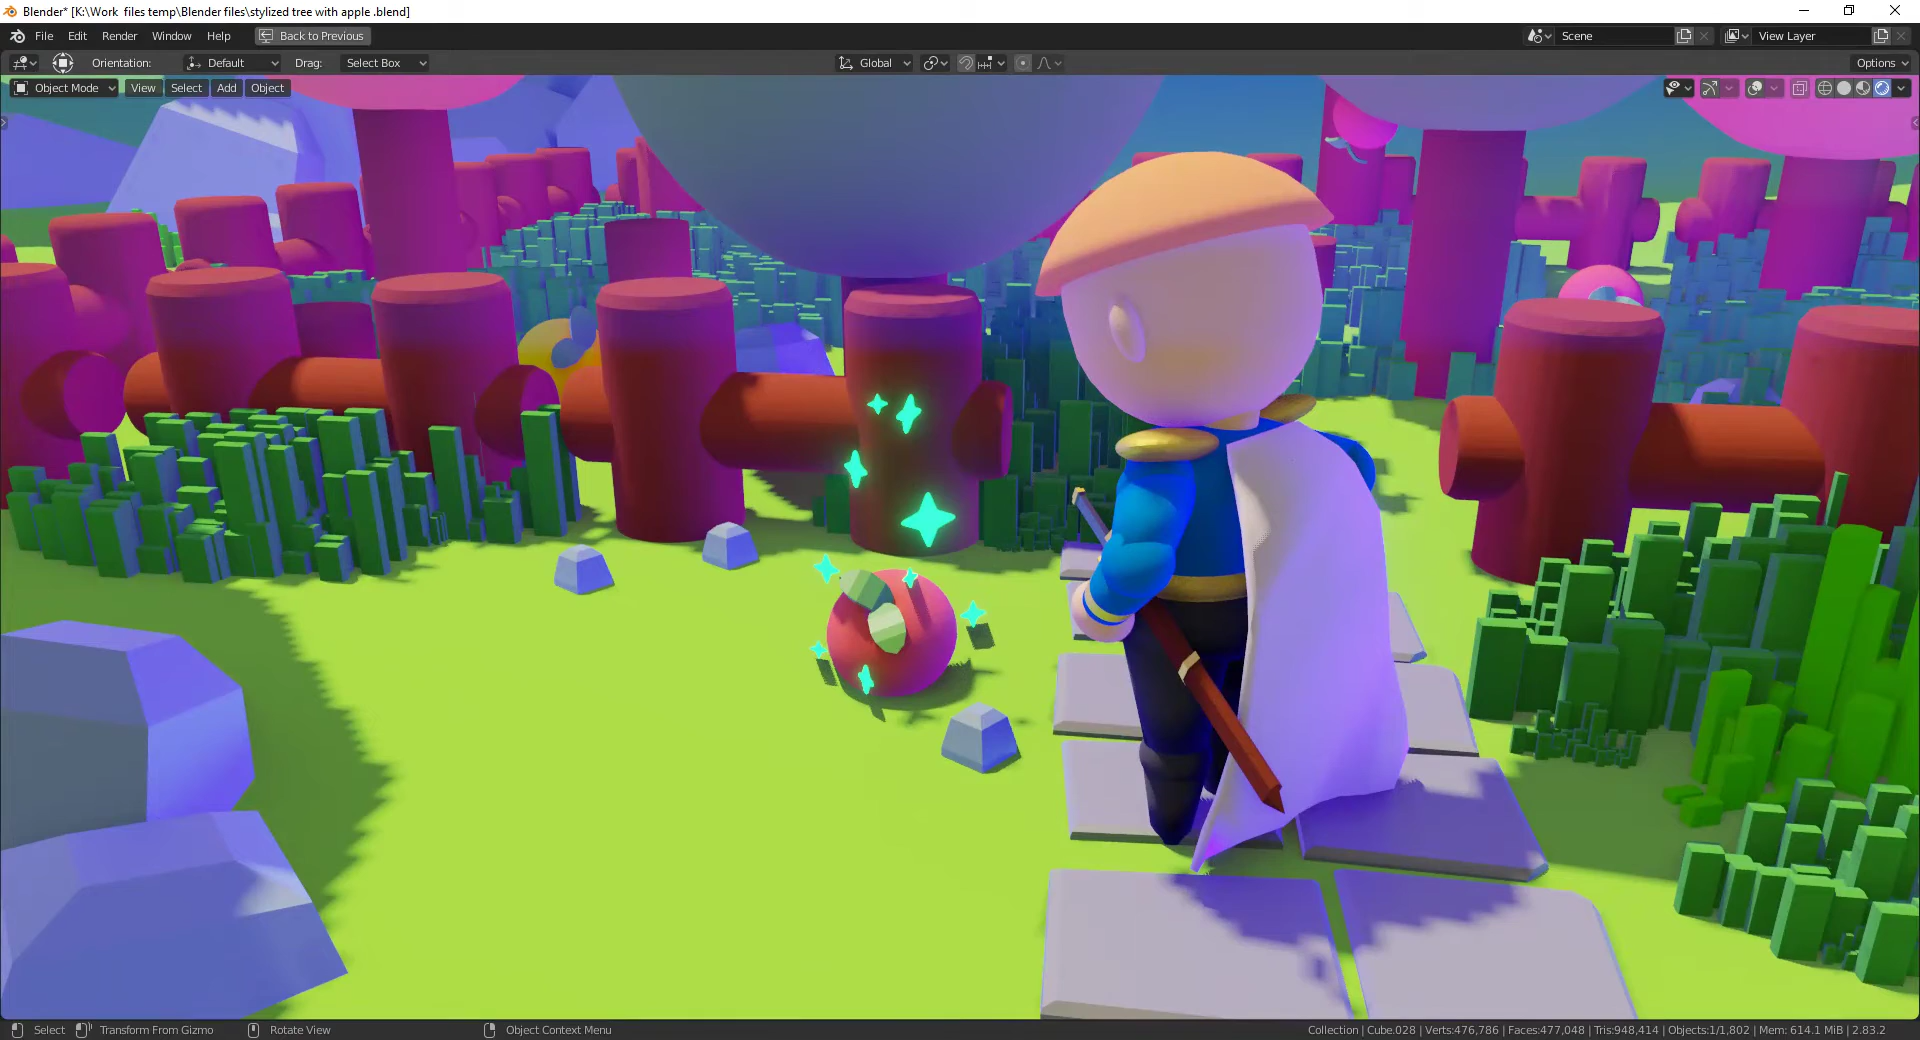 Blender* [K:\Work files temp\Blender files\stylized tree with apple .blend]
File Edit Render Window Help Back to Previous Scene View Layer
Orientation: Default Drag: Select Box Global Options
Object Mode View Select Add Object
Select Transform From Gizmo Rotate View Object Context Menu Collection | Cube.028 | Verts:476,786 | Faces:477,048 | Tris:948,414 | Objects:1/1,802 | Mem: 614.1 MiB | 2.83.2